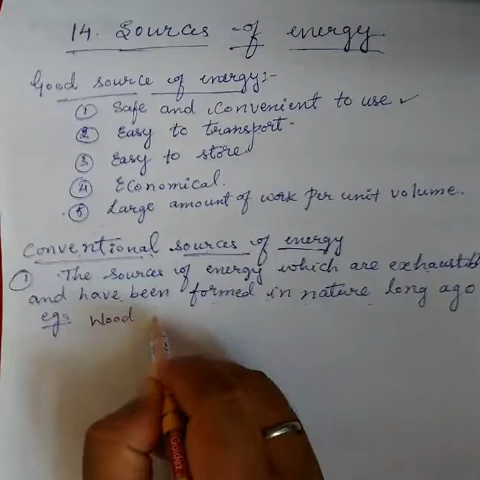 14. Sources of energy
Good source of energy:-
① Safe and convenient to use ✓
② Easy to transport.
③ Easy to store
④ Economical.
⑤ Large amount of work per unit volume.
Conventional sources of energy
① The sources of energy which are exhaustible
and have been formed in nature long ago
eg: Wood
Goldex